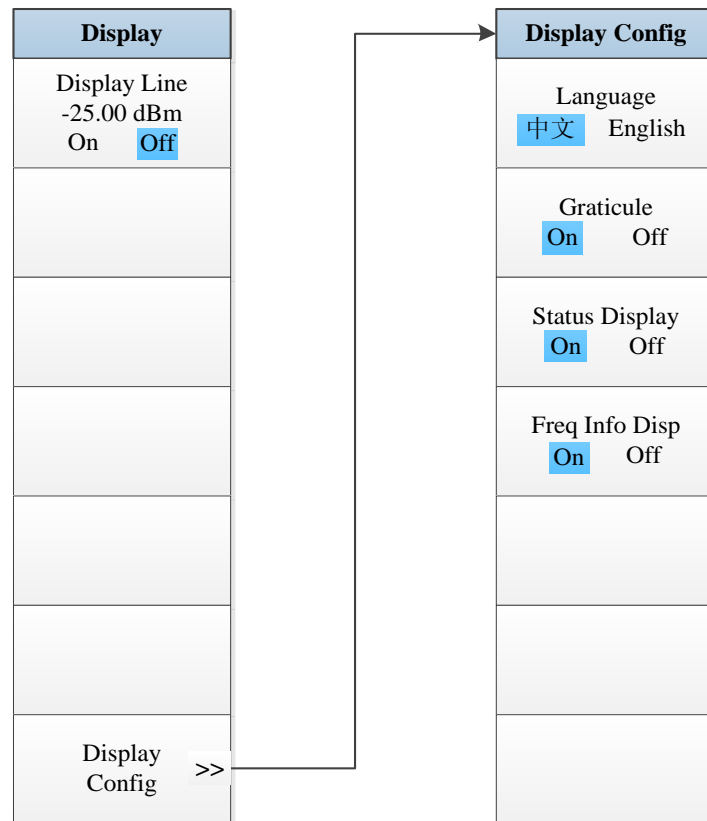 Display
Display Line
-25.00 dBm
On Off
Display
Config >>
Display Config
Language
中文 English
Graticule
On Off
Status Display
On Off
Freq Info Disp
On Off